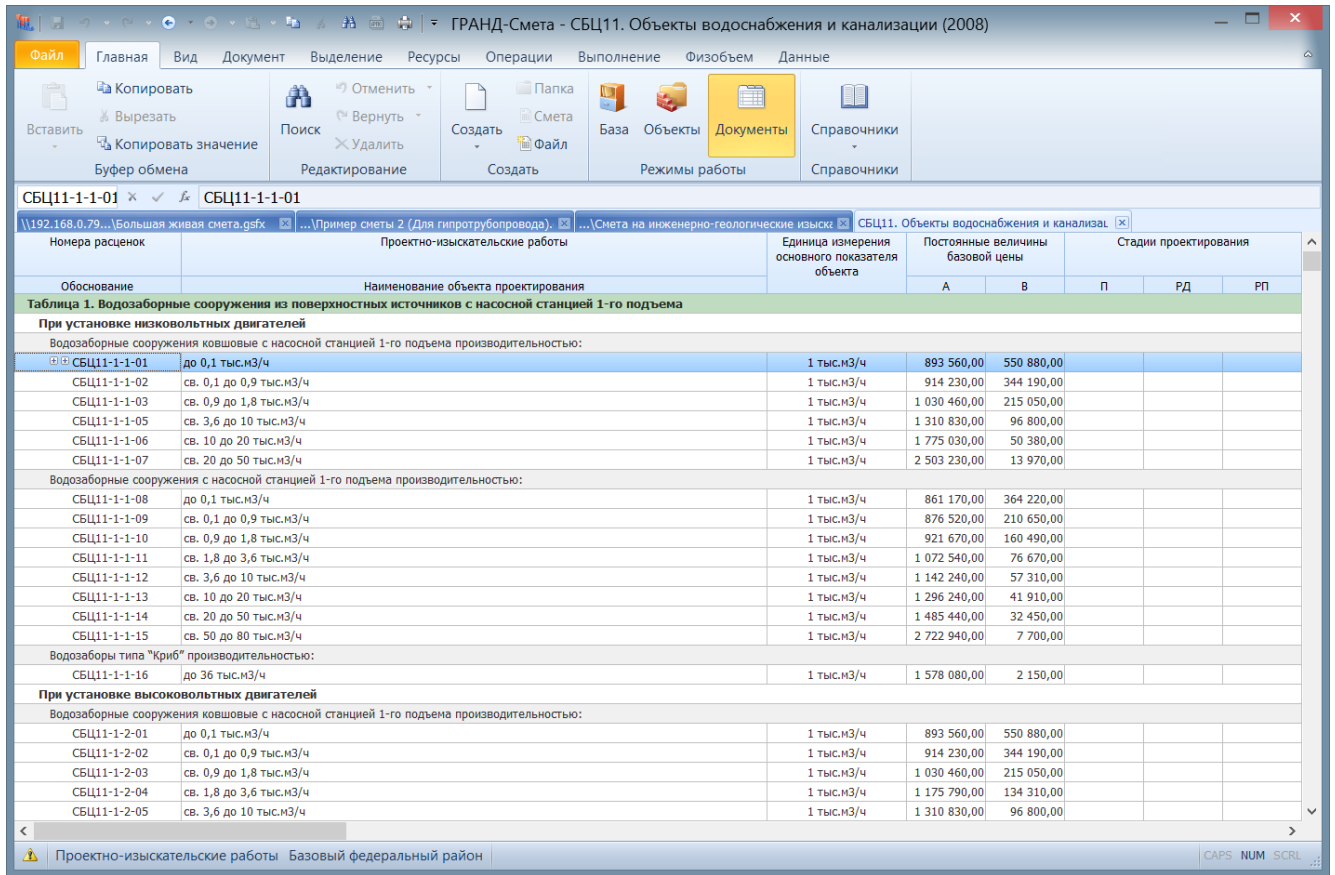 ГРАНД-Смета - СБЦ11. Объекты водоснабжения и канализации (2008)
Файл Главная Вид Документ Выделение Ресурсы Операции Выполнение Физобъем Данные
Вставить
Копировать
Вырезать
Копировать значение
Буфер обмена
Поиск
Отменить
Вернуть
Удалить
Редактирование
Создать
Папка
Смета
Файл
Создать
База Объекты Документы
Режимы работы
Справочники
Справочники
СБЦ11-1-1-01 fx СБЦ11-1-1-01
\\192.168.0.79...\Большая живая смета.gsfx ...\Пример сметы 2 (Для гипротрубопровода). ...\Смета на инженерно-геологические изыска СБЦ11. Объекты водоснабжения и канализац
Номера расценок Проектно-изыскательские работы Единица измерения основного показателя объекта Постоянные величины базовой цены Стадии проектирования
Обоснование Наименование объекта проектирования А В П РД РП
Таблица 1. Водозаборные сооружения из поверхностных источников с насосной станцией 1-го подъема
При установке низковольтных двигателей
Водозаборные сооружения ковшовые с насосной станцией 1-го подъема производительностью:
СБЦ11-1-1-01 до 0,1 тыс.м3/ч 1 тыс.м3/ч 893 560,00 550 880,00
СБЦ11-1-1-02 св. 0,1 до 0,9 тыс.м3/ч 1 тыс.м3/ч 914 230,00 344 190,00
СБЦ11-1-1-03 св. 0,9 до 1,8 тыс.м3/ч 1 тыс.м3/ч 1 030 460,00 215 050,00
СБЦ11-1-1-05 св. 3,6 до 10 тыс.м3/ч 1 тыс.м3/ч 1 310 830,00 96 800,00
СБЦ11-1-1-06 св. 10 до 20 тыс.м3/ч 1 тыс.м3/ч 1 775 030,00 50 380,00
СБЦ11-1-1-07 св. 20 до 50 тыс.м3/ч 1 тыс.м3/ч 2 503 230,00 13 970,00
Водозаборные сооружения с насосной станцией 1-го подъема производительностью:
СБЦ11-1-1-08 до 0,1 тыс.м3/ч 1 тыс.м3/ч 861 170,00 364 220,00
СБЦ11-1-1-09 св. 0,1 до 0,9 тыс.м3/ч 1 тыс.м3/ч 876 520,00 210 650,00
СБЦ11-1-1-10 св. 0,9 до 1,8 тыс.м3/ч 1 тыс.м3/ч 921 670,00 160 490,00
СБЦ11-1-1-11 св. 1,8 до 3,6 тыс.м3/ч 1 тыс.м3/ч 1 072 540,00 76 670,00
СБЦ11-1-1-12 св. 3,6 до 10 тыс.м3/ч 1 тыс.м3/ч 1 142 240,00 57 310,00
СБЦ11-1-1-13 св. 10 до 20 тыс.м3/ч 1 тыс.м3/ч 1 296 240,00 41 910,00
СБЦ11-1-1-14 св. 20 до 50 тыс.м3/ч 1 тыс.м3/ч 1 485 440,00 32 450,00
СБЦ11-1-1-15 св. 50 до 80 тыс.м3/ч 1 тыс.м3/ч 2 722 940,00 7 700,00
Водозаборы типа "Криб" производительностью:
СБЦ11-1-1-16 до 36 тыс.м3/ч 1 тыс.м3/ч 1 578 080,00 2 150,00
При установке высоковольтных двигателей
Водозаборные сооружения ковшовые с насосной станцией 1-го подъема производительностью:
СБЦ11-1-2-01 до 0,1 тыс.м3/ч 1 тыс.м3/ч 893 560,00 550 880,00
СБЦ11-1-2-02 св. 0,1 до 0,9 тыс.м3/ч 1 тыс.м3/ч 914 230,00 344 190,00
СБЦ11-1-2-03 св. 0,9 до 1,8 тыс.м3/ч 1 тыс.м3/ч 1 030 460,00 215 050,00
СБЦ11-1-2-04 св. 1,8 до 3,6 тыс.м3/ч 1 тыс.м3/ч 1 175 790,00 134 310,00
СБЦ11-1-2-05 св. 3,6 до 10 тыс.м3/ч 1 тыс.м3/ч 1 310 830,00 96 800,00
Проектно-изыскательские работы Базовый федеральный район CAPS NUM SCRL